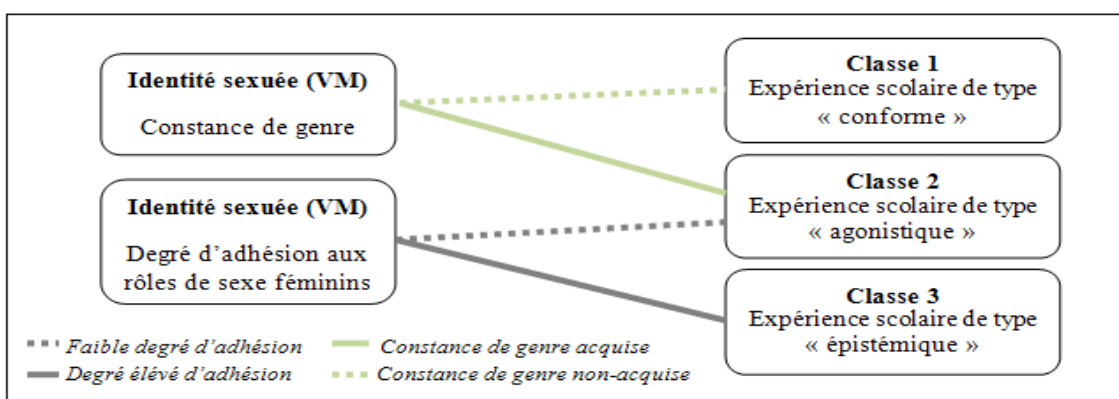 Identité sexuée (VM)
Constance de genre
Identité sexuée (VM)
Degré d'adhésion aux
rôles de sexe féminins
Classe 1
Expérience scolaire de type
« conforme »
Classe 2
Expérience scolaire de type
« agonistique »
Classe 3
Expérience scolaire de type
« épistémique »
Faible degré d'adhésion
Degré élévé d'adhésion
Constance de genre acquise
Constance de genre non-acquise